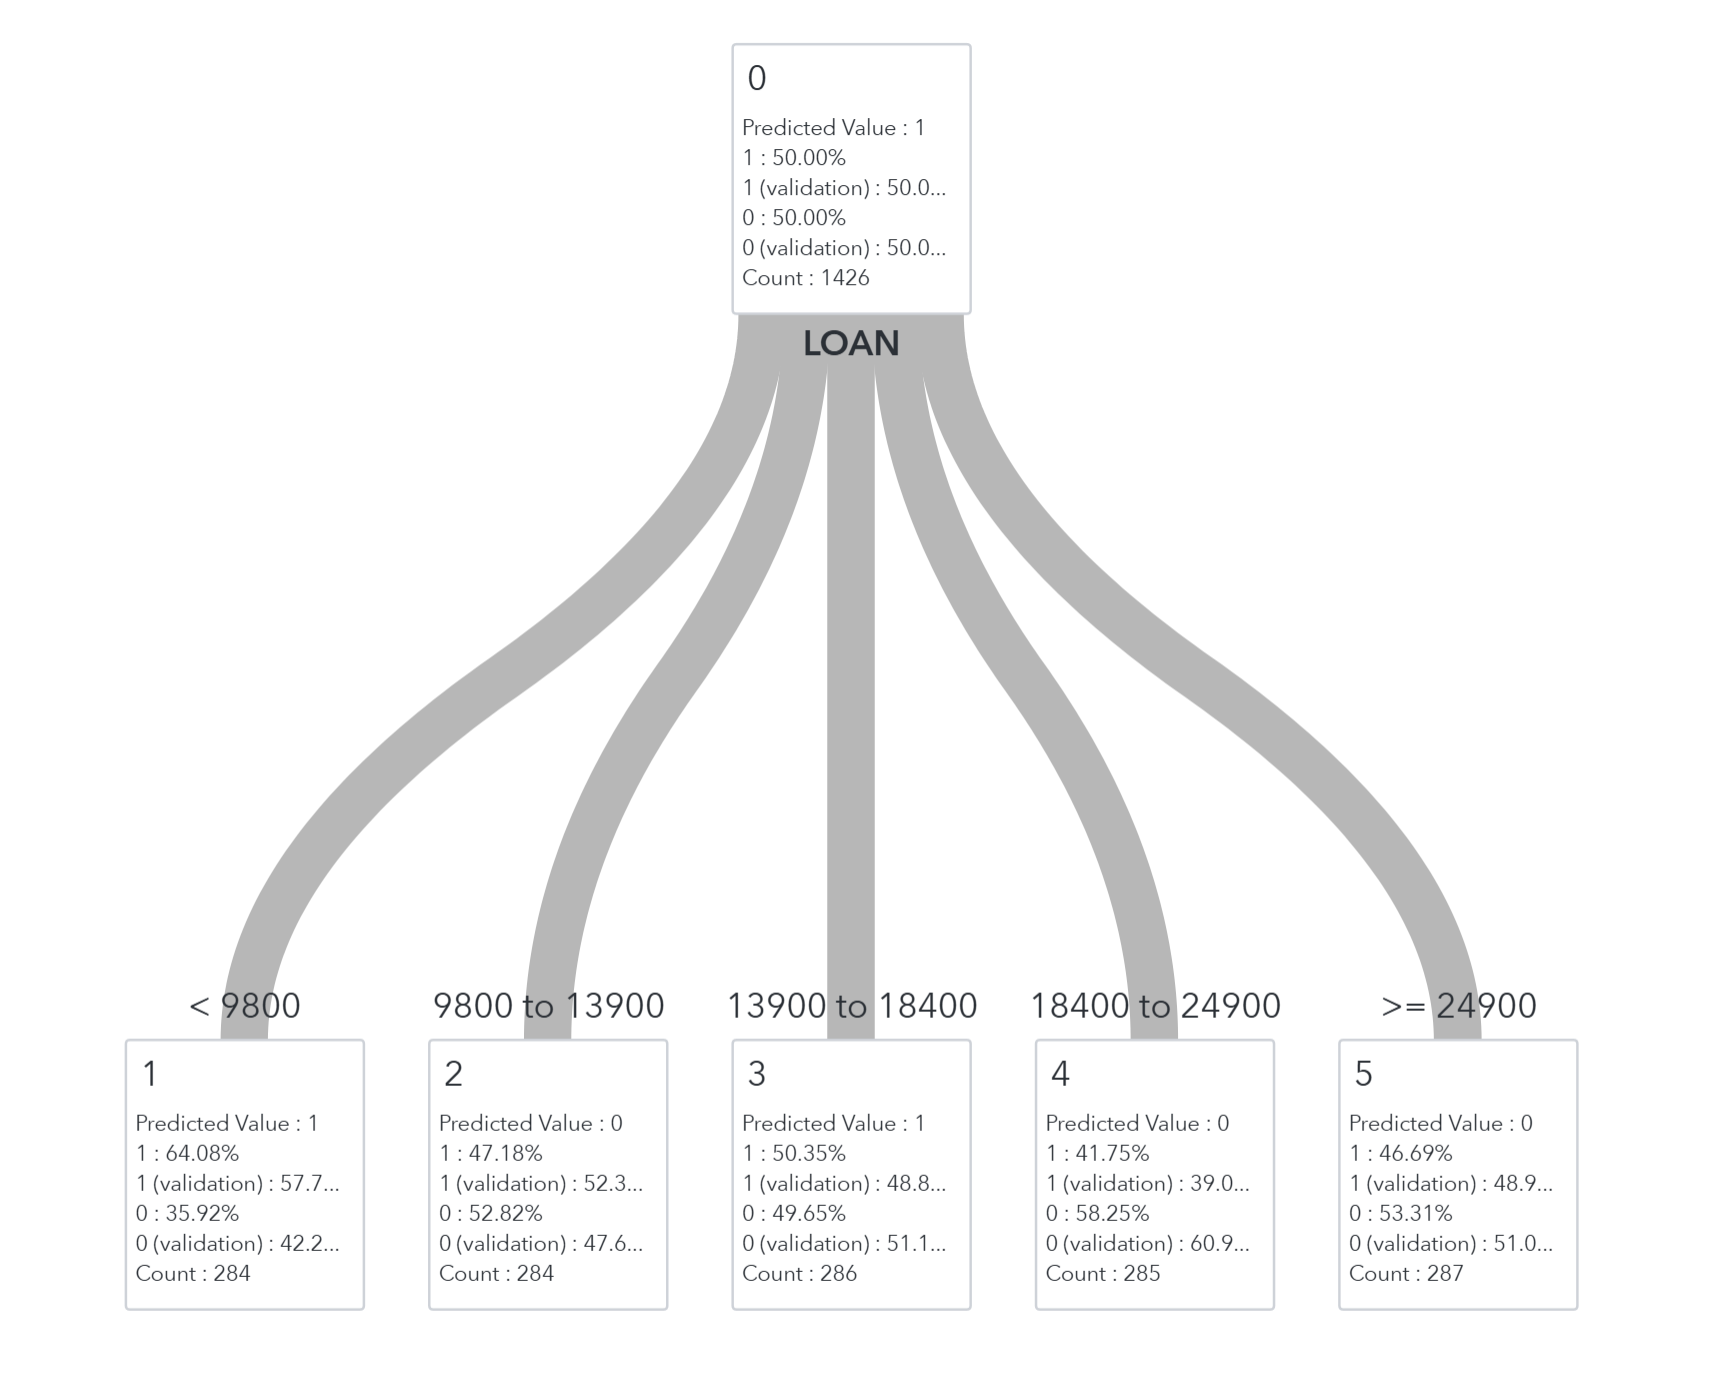 0
Predicted Value : 1
1 : 50.00%
1 (validation) : 50.0...
0 : 50.00%
0 (validation) : 50.0...
Count : 1426
LOAN
< 9800
9800 to 13900
13900 to 18400
18400 to 24900
>= 24900
1
Predicted Value : 1
1 : 64.08%
1 (validation) : 57.7...
0 : 35.92%
0 (validation) : 42.2...
Count : 284
2
Predicted Value : 0
1 : 47.18%
1 (validation) : 52.3...
0 : 52.82%
0 (validation) : 47.6...
Count : 284
3
Predicted Value : 1
1 : 50.35%
1 (validation) : 48.8...
0 : 49.65%
0 (validation) : 51.1...
Count : 286
4
Predicted Value : 0
1 : 41.75%
1 (validation) : 39.0...
0 : 58.25%
0 (validation) : 60.9...
Count : 285
5
Predicted Value : 0
1 : 46.69%
1 (validation) : 48.9...
0 : 53.31%
0 (validation) : 51.0...
Count : 287